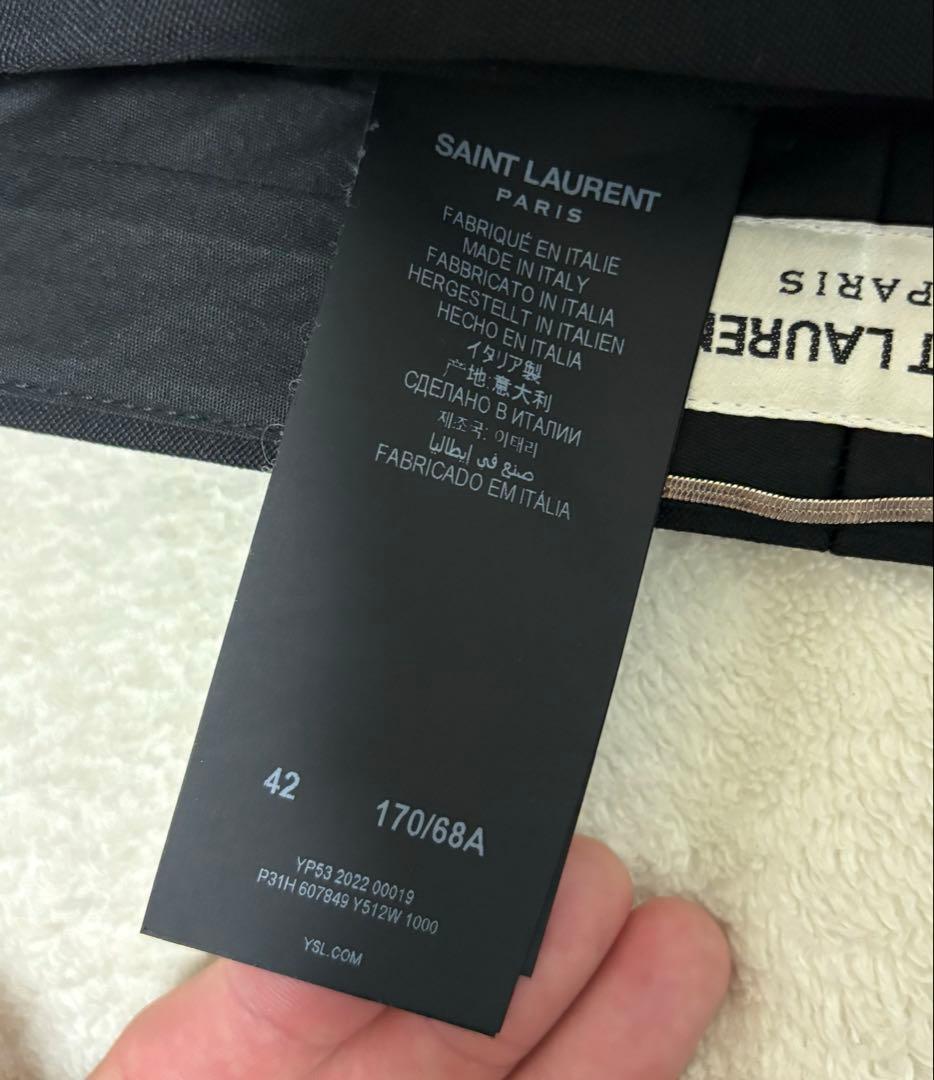 SAINT LAURENT
PARIS
FABRIQUÉ EN ITALIE
MADE IN ITALY
FABBRICATO IN ITALIA
HERGESTELLT IN ITALIEN
HECHO EN ITALIA
イタリア製
产地:意大利
СДЕЛАНО В ИТАЛИИ
제조국: 이태리
صنع في إيطاليا
FABRICADO EM ITÁLIA
42
170/68A
YP53 2022 00019
P31H 607849 Y512W 1000
YSL.COM
T LAUREN
PARIS